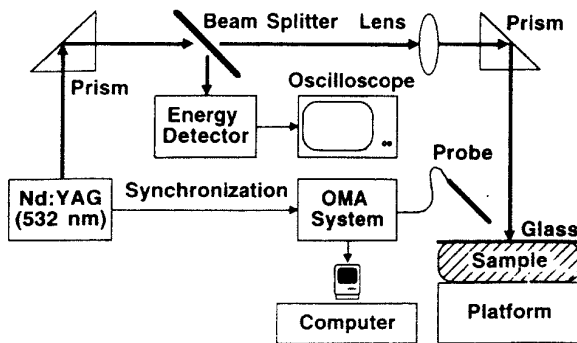 Beam Splitter
Lens
Prism
Prism
Oscilloscope
Energy
Detector
Probe
Nd:YAG
(532 nm)
Synchronization
OMA
System
Glass
Sample
Platform
Computer